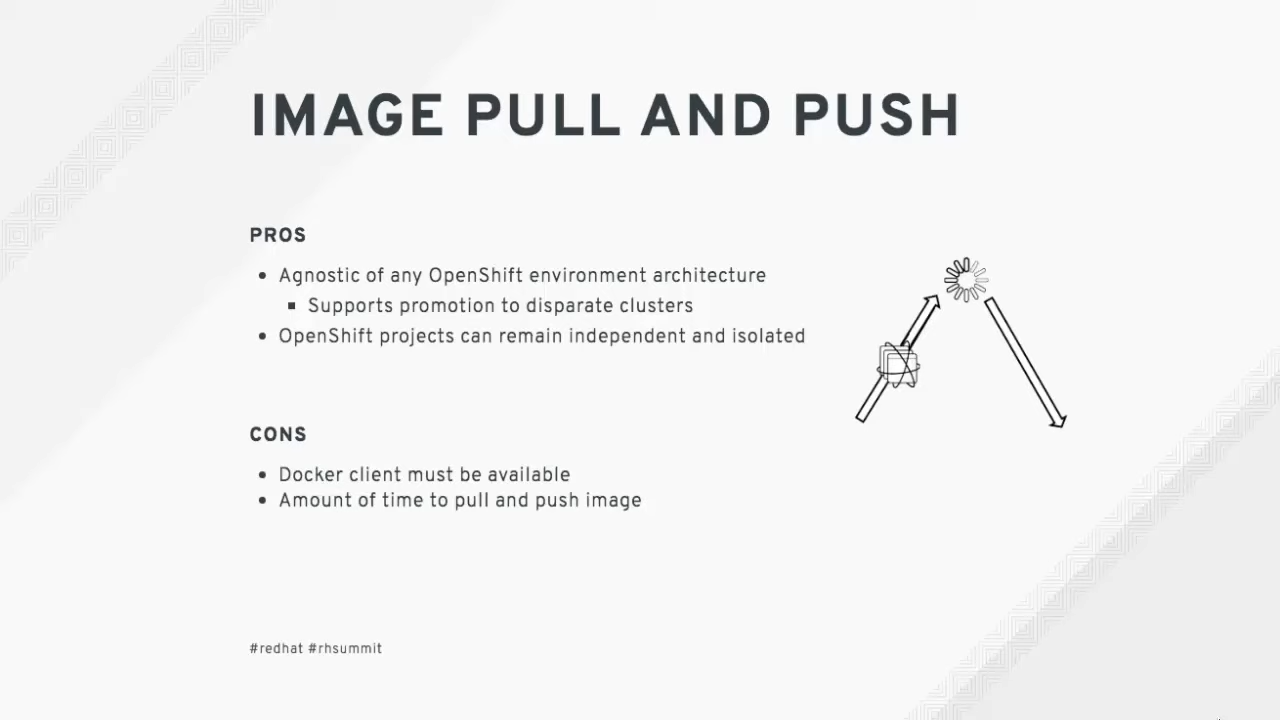 IMAGE PULL AND PUSH
PROS
• Agnostic of any OpenShift environment architecture
▪ Supports promotion to disparate clusters
• OpenShift projects can remain independent and isolated
CONS
• Docker client must be available
• Amount of time to pull and push image
#redhat #rhsummit